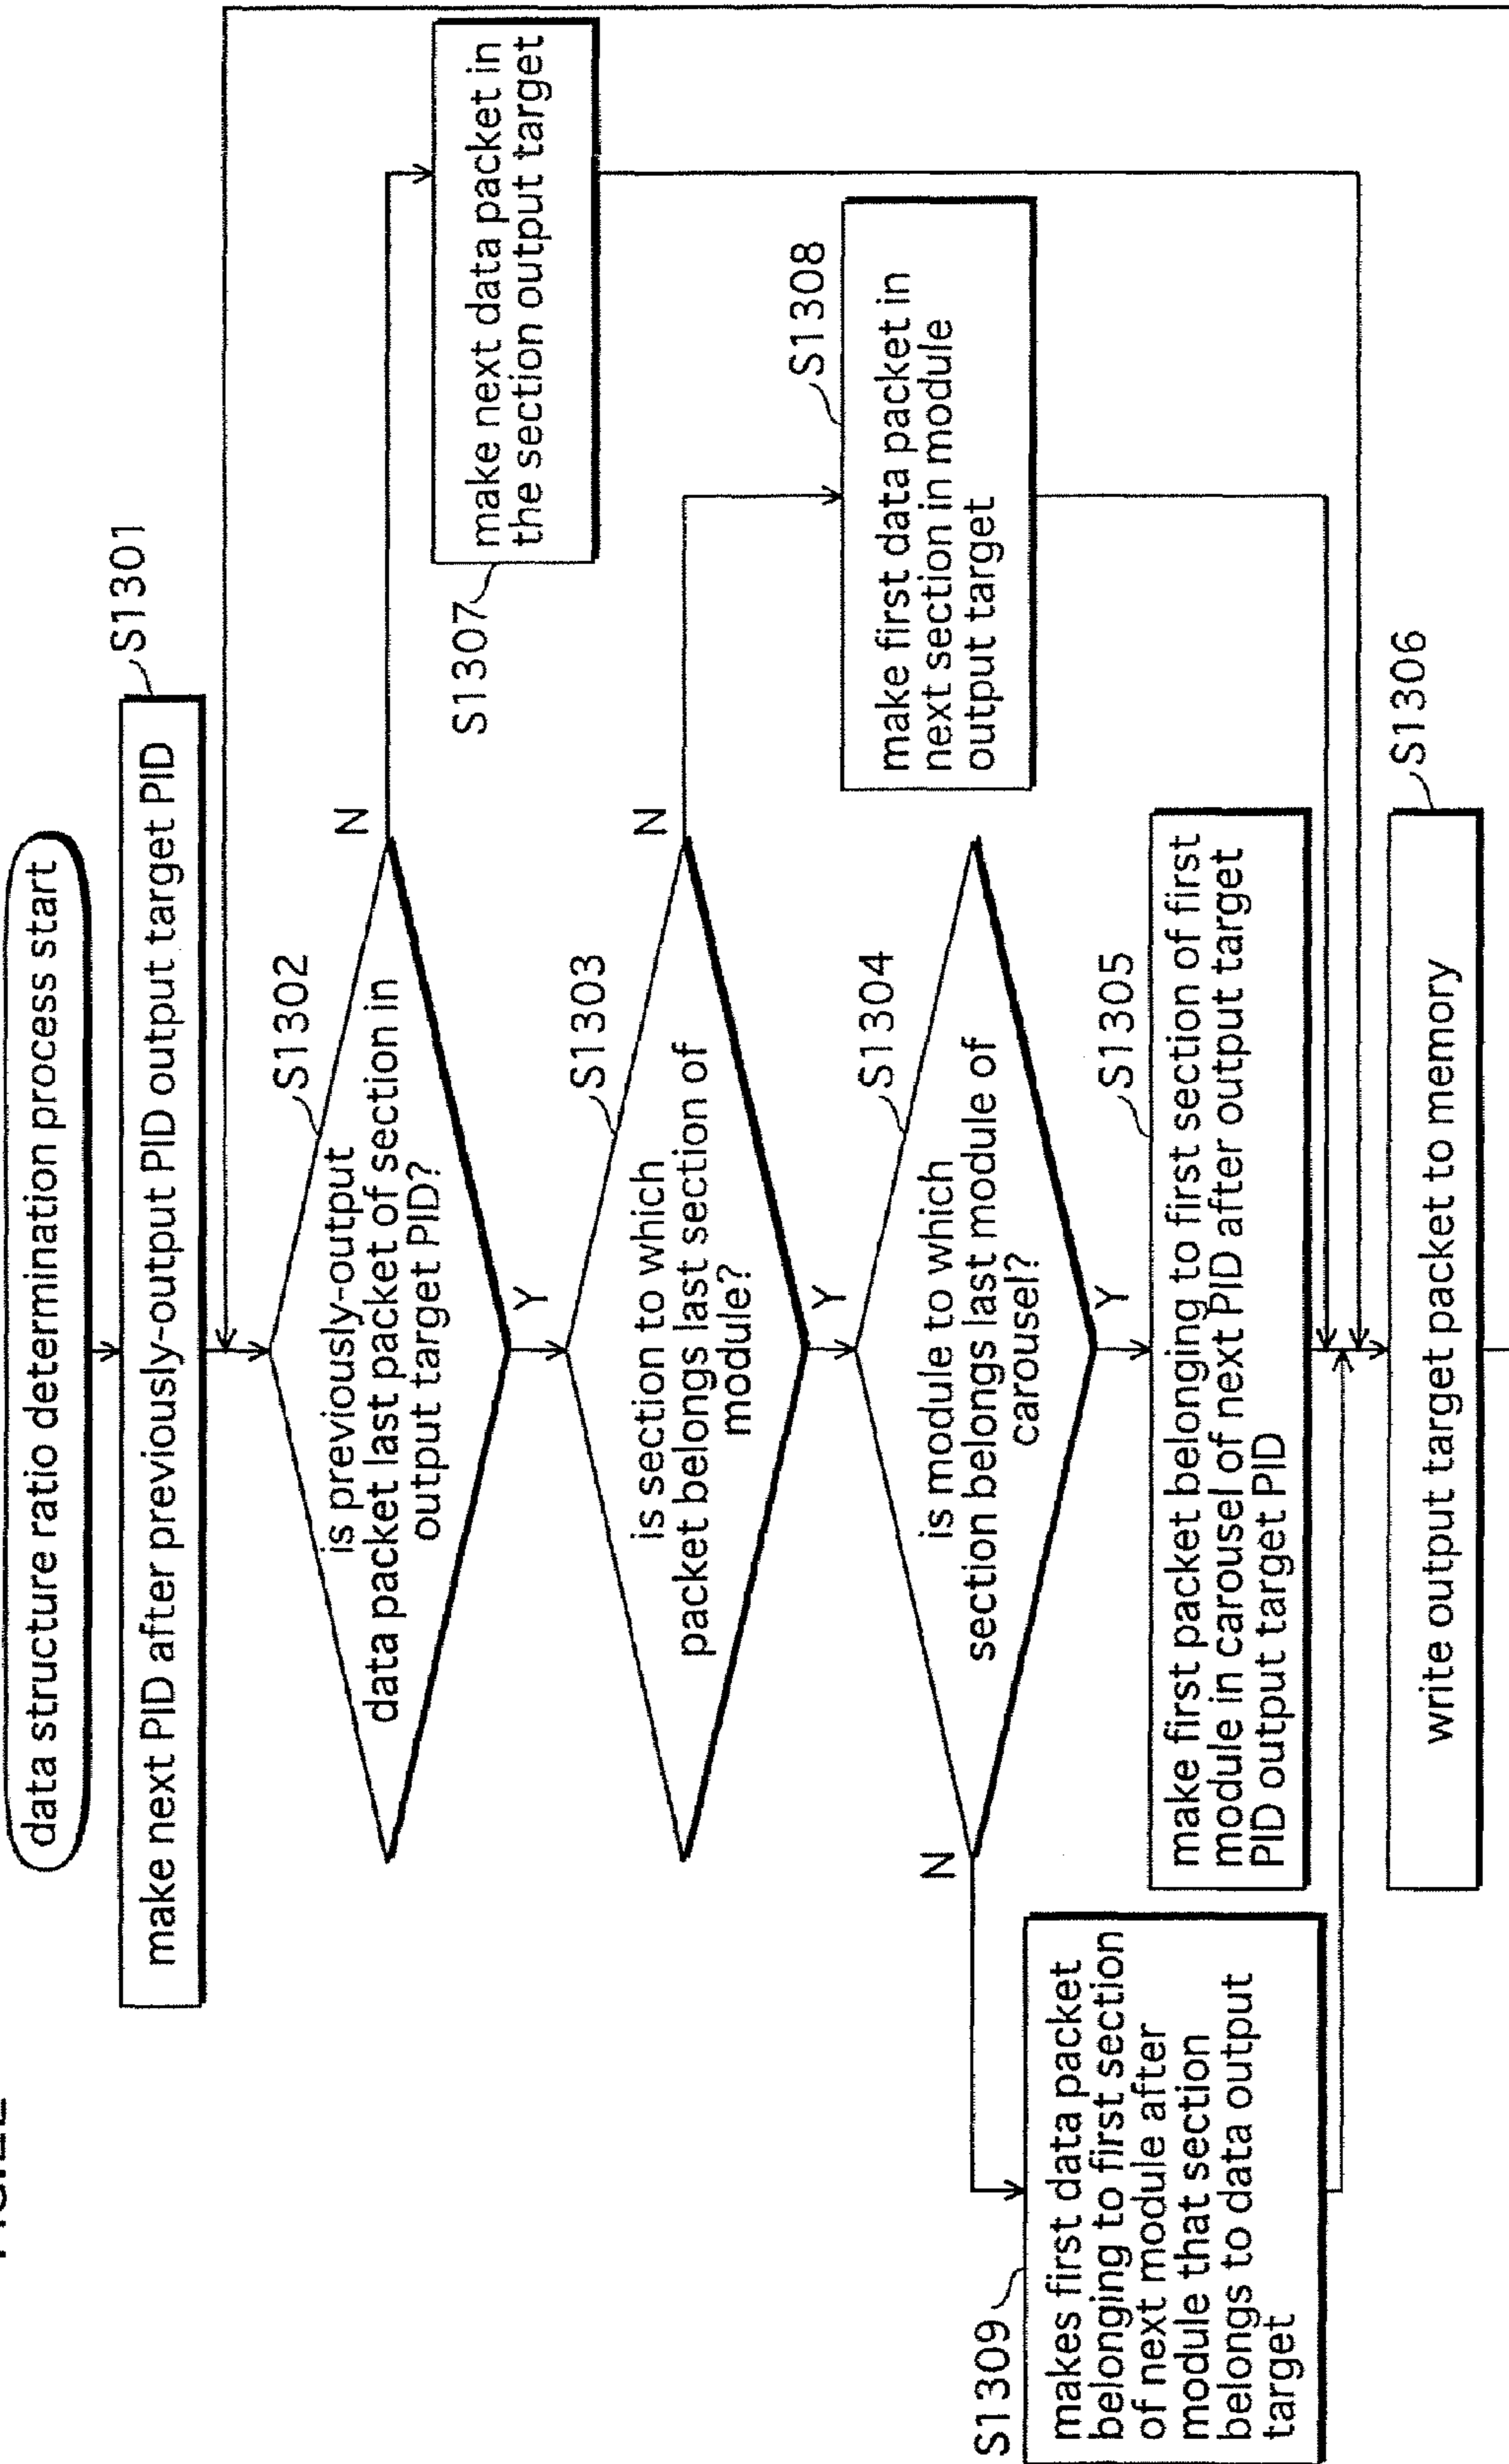 data structure ratio determination process start
S1301
make next PID after previously-output PID output target PID
S1302
is previously-output
data packet last packet of section in
output target PID?
N
Y
S1307
make next data packet in
the section output target
S1303
is section to which
packet belongs last section of
module?
N
Y
S1308
make first data packet in
next section in module
output target
S1304
is module to which
section belongs last module of
carousel?
N
Y
S1309
makes first data packet
belonging to first section
of next module after
module that section
belongs to data output
target
S1305
make first packet belonging to first section of first
module in carousel of next PID after output target
PID output target PID
S1306
write output target packet to memory